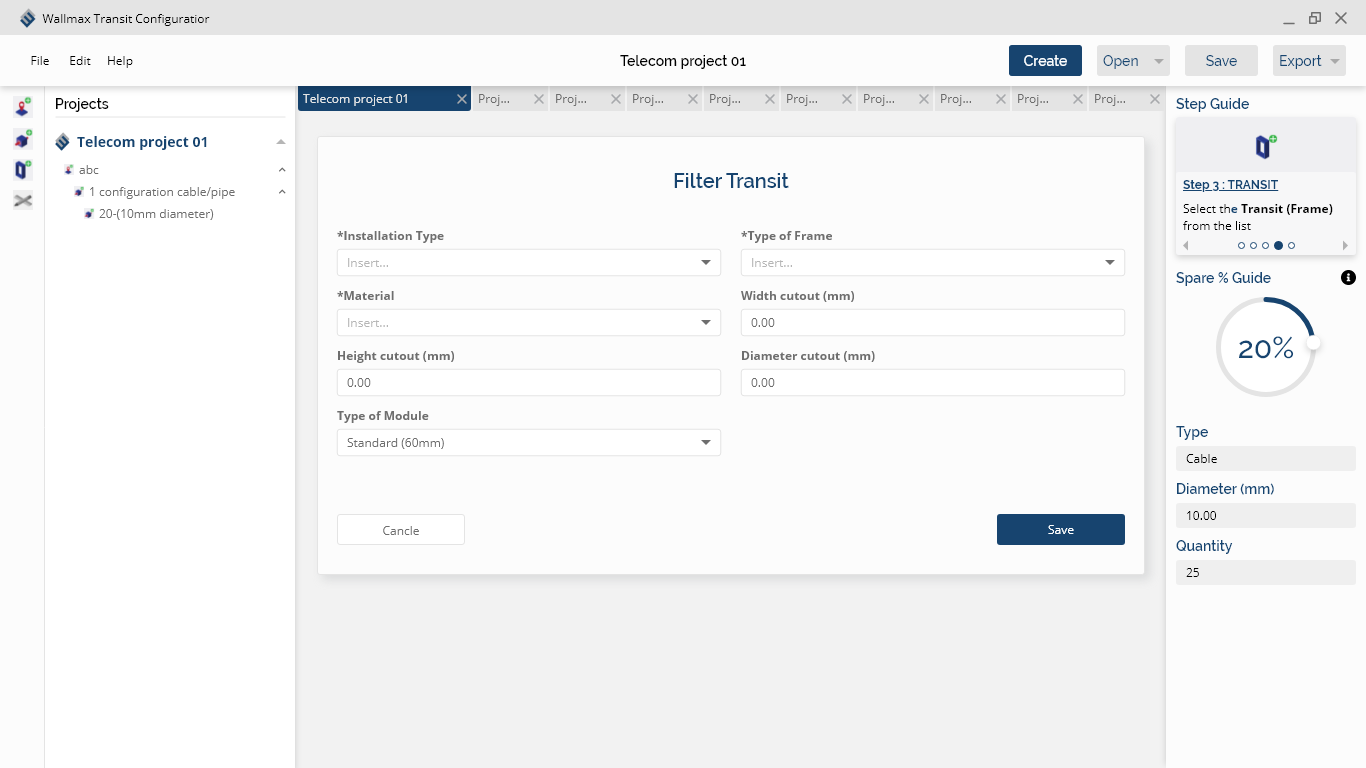 Wallmax Transit Configuratior
File Edit Help
Telecom project 01
Create
Open
Save
Export
Projects
Telecom project 01
abc
1 configuration cable/pipe
20-(10mm diameter)
Telecom project 01
Proj...
Proj...
Proj...
Proj...
Proj...
Proj...
Proj...
Proj...
Proj...
Filter Transit
*Installation Type
Insert...
*Type of Frame
Insert...
*Material
Insert...
Width cutout (mm)
0.00
Height cutout (mm)
0.00
Diameter cutout (mm)
0.00
Type of Module
Standard (60mm)
Cancle
Save
Step Guide
Step 3 : TRANSIT
Select the Transit (Frame)
from the list
Spare % Guide
20%
Type
Cable
Diameter (mm)
10.00
Quantity
25